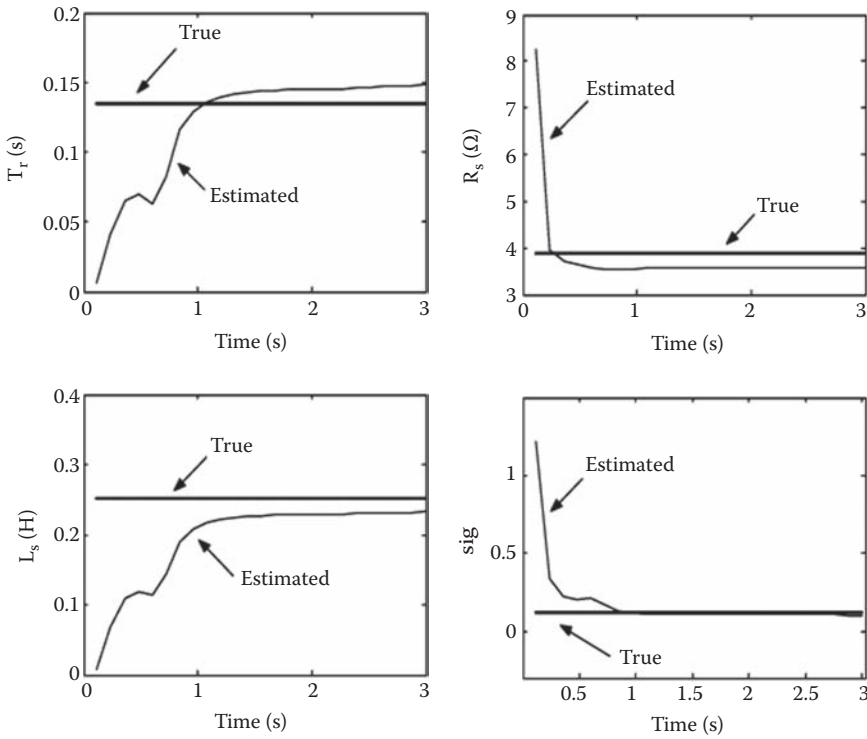 0.2
0.15
0.1
0.05
0
T_r (s)
True
Estimated
0
1
2
3
Time (s)
9
8
7
6
5
4
3
R_s (Ω)
Estimated
True
0
1
2
3
Time (s)
0.4
0.3
0.2
0.1
0
L_s (H)
True
Estimated
0
1
2
3
Time (s)
1
0.5
0
sig
Estimated
True
0.5
1
1.5
2
2.5
3
Time (s)